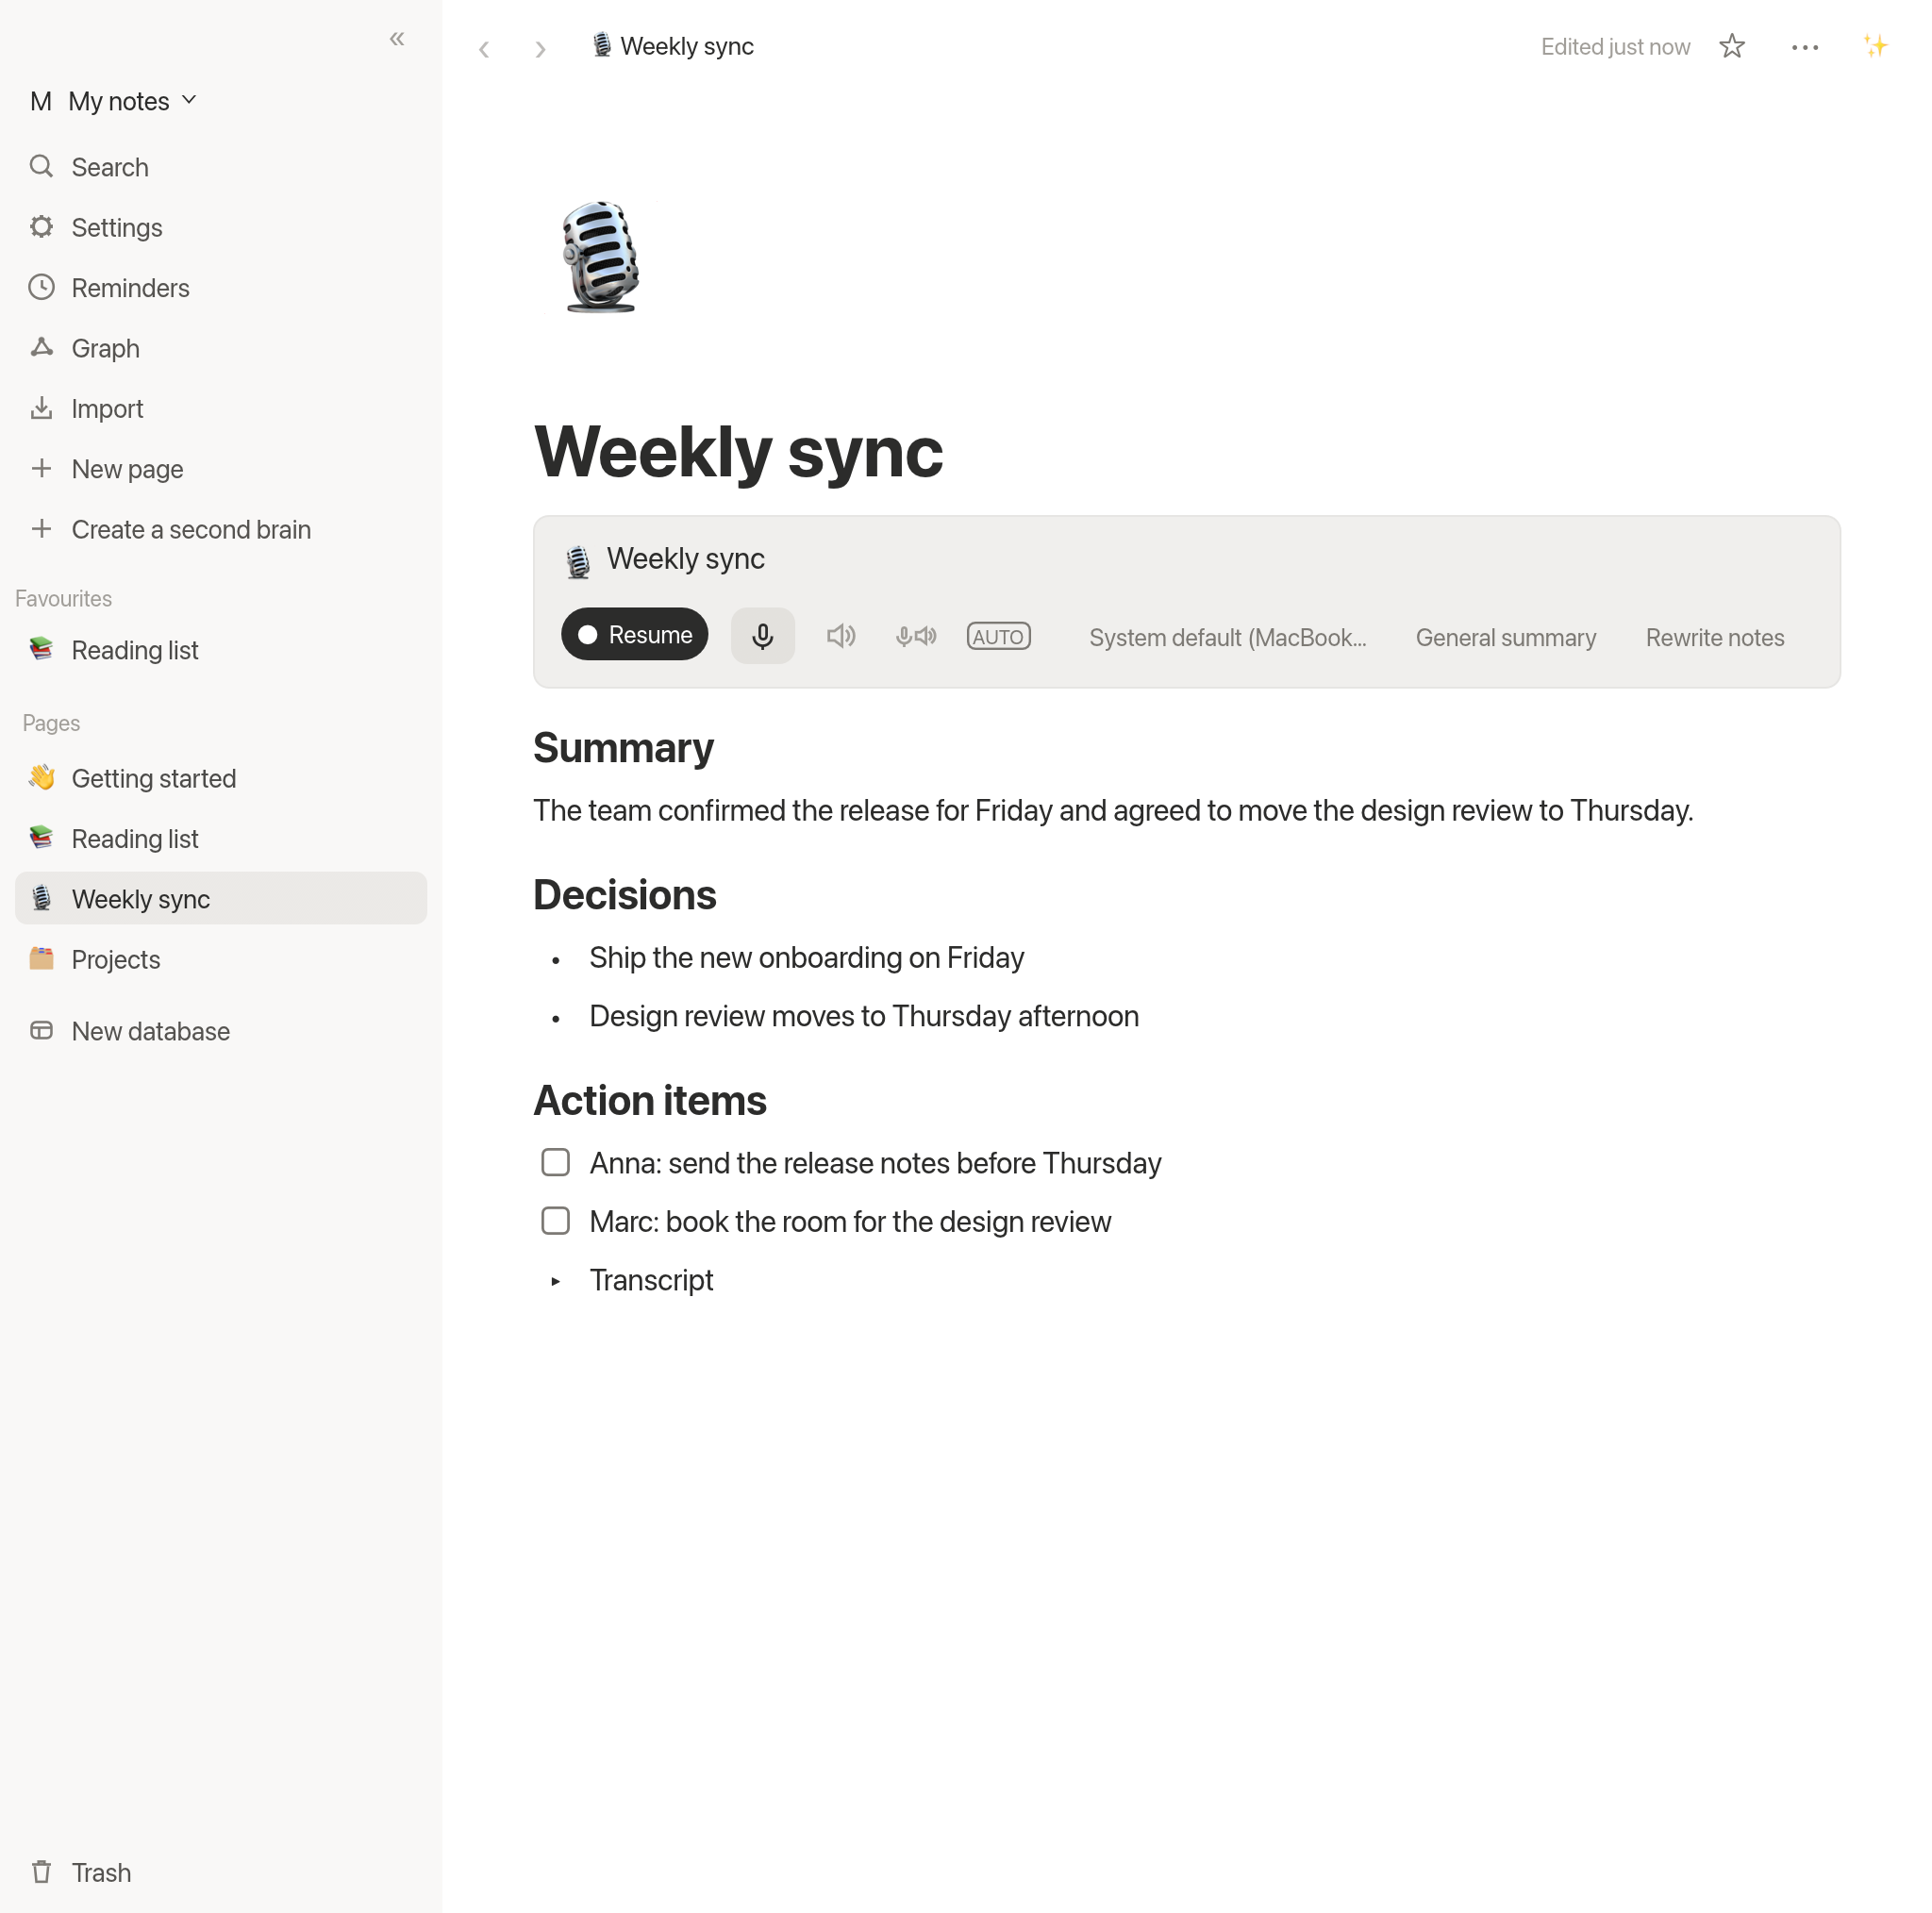 M My notes
Search
Settings
Reminders
Graph
Import
New page
Create a second brain
Favourites
Reading list
Pages
Getting started
Reading list
Weekly sync
Projects
New database
Trash
Weekly sync
Edited just now
Weekly sync
Weekly sync
Resume
AUTO
System default (MacBook...
General summary
Rewrite notes
Summary
The team confirmed the release for Friday and agreed to move the design review to Thursday.
Decisions
• Ship the new onboarding on Friday
• Design review moves to Thursday afternoon
Action items
Anna: send the release notes before Thursday
Marc: book the room for the design review
Transcript